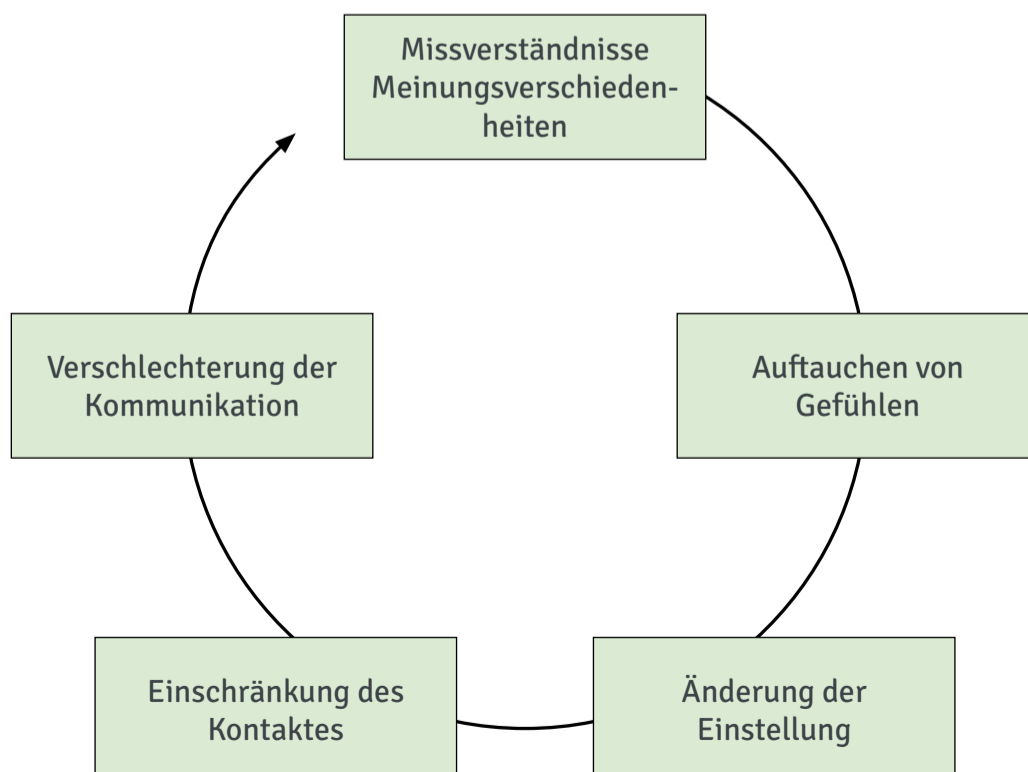 Missverständnisse
Meinungsverschieden-
heiten
Auftauchen von
Gefühlen
Änderung der
Einstellung
Einschränkung des
Kontaktes
Verschlechterung der
Kommunikation